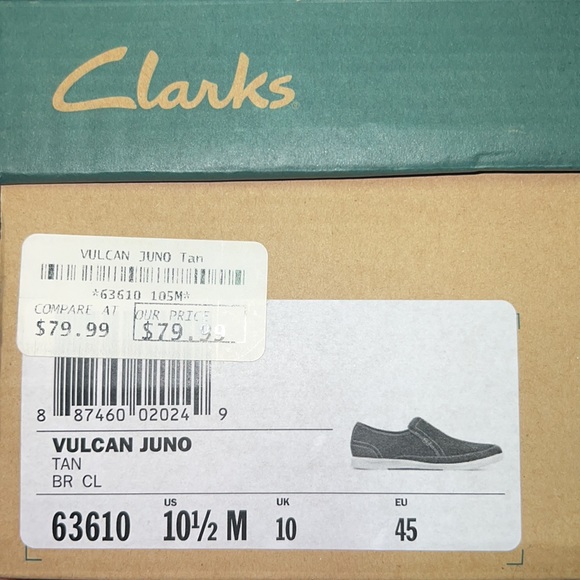 Clarks
VULCAN JUNO Tan
*63610 105M*
COMPARE AT OUR PRICE
$79.99 $79.99
8 87460 02024 9
VULCAN JUNO
TAN
BR CL
US UK EU
63610 10½ M 10 45